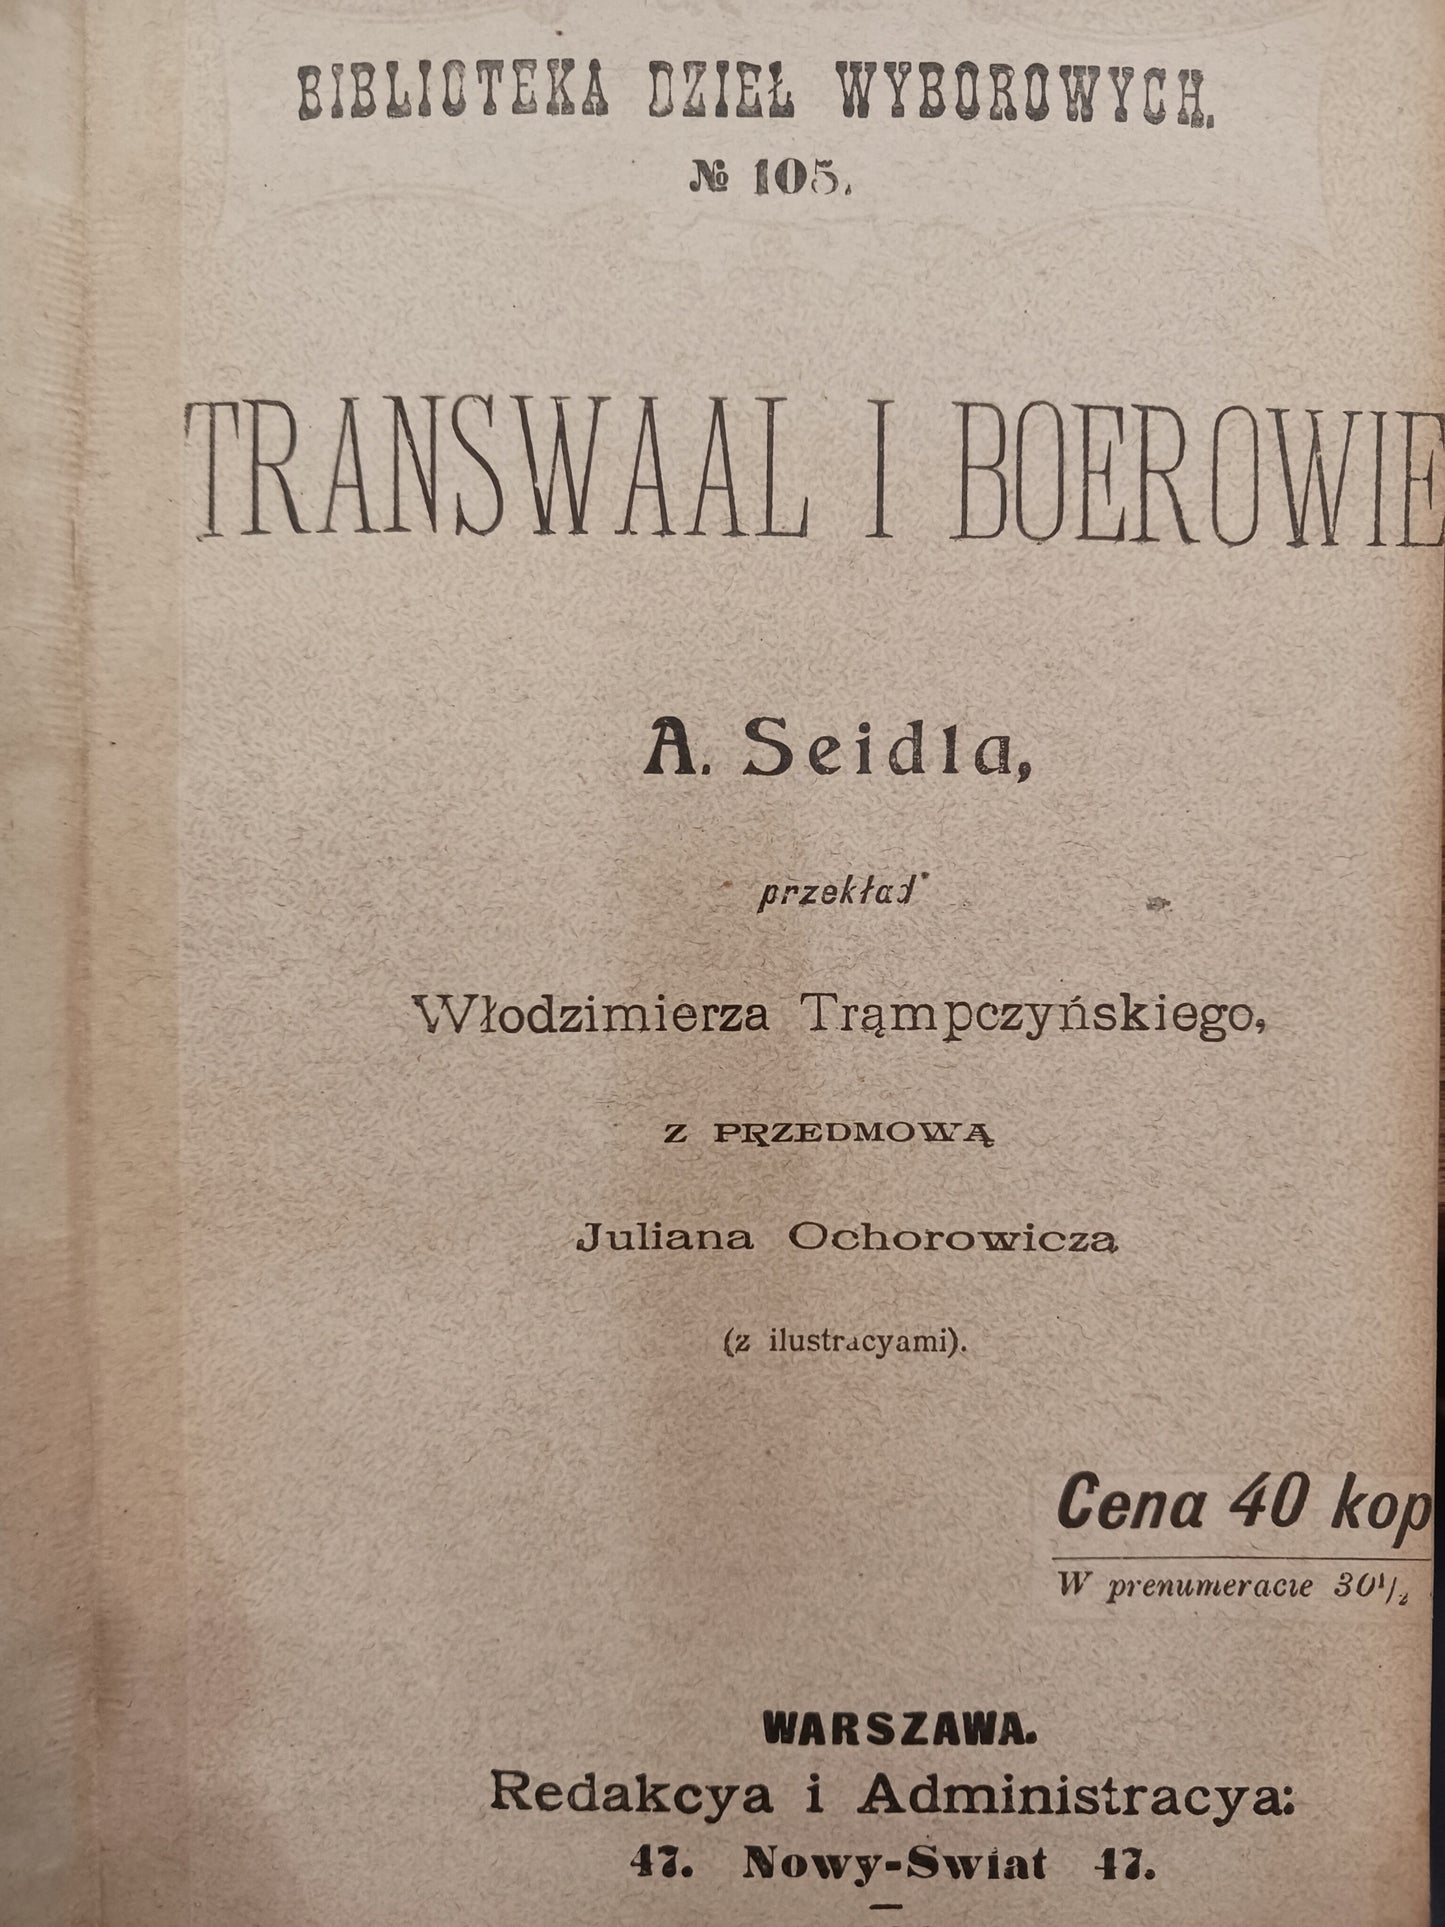 BIBLIOTEKA DZIEŁ WYBOROWYCH.
№ 105.
TRANSWAAL I BOEROWIE
A. Seidla,
przekład
Włodzimierza Trąmpczyńskiego,
Z PRZEDMOWĄ
Juliana Ochorowicza
(z ilustracyami).
Cena 40 kop
W prenumeracie 30½
WARSZAWA.
Redakcya i Administracya:
47. Nowy-Swiat 47.